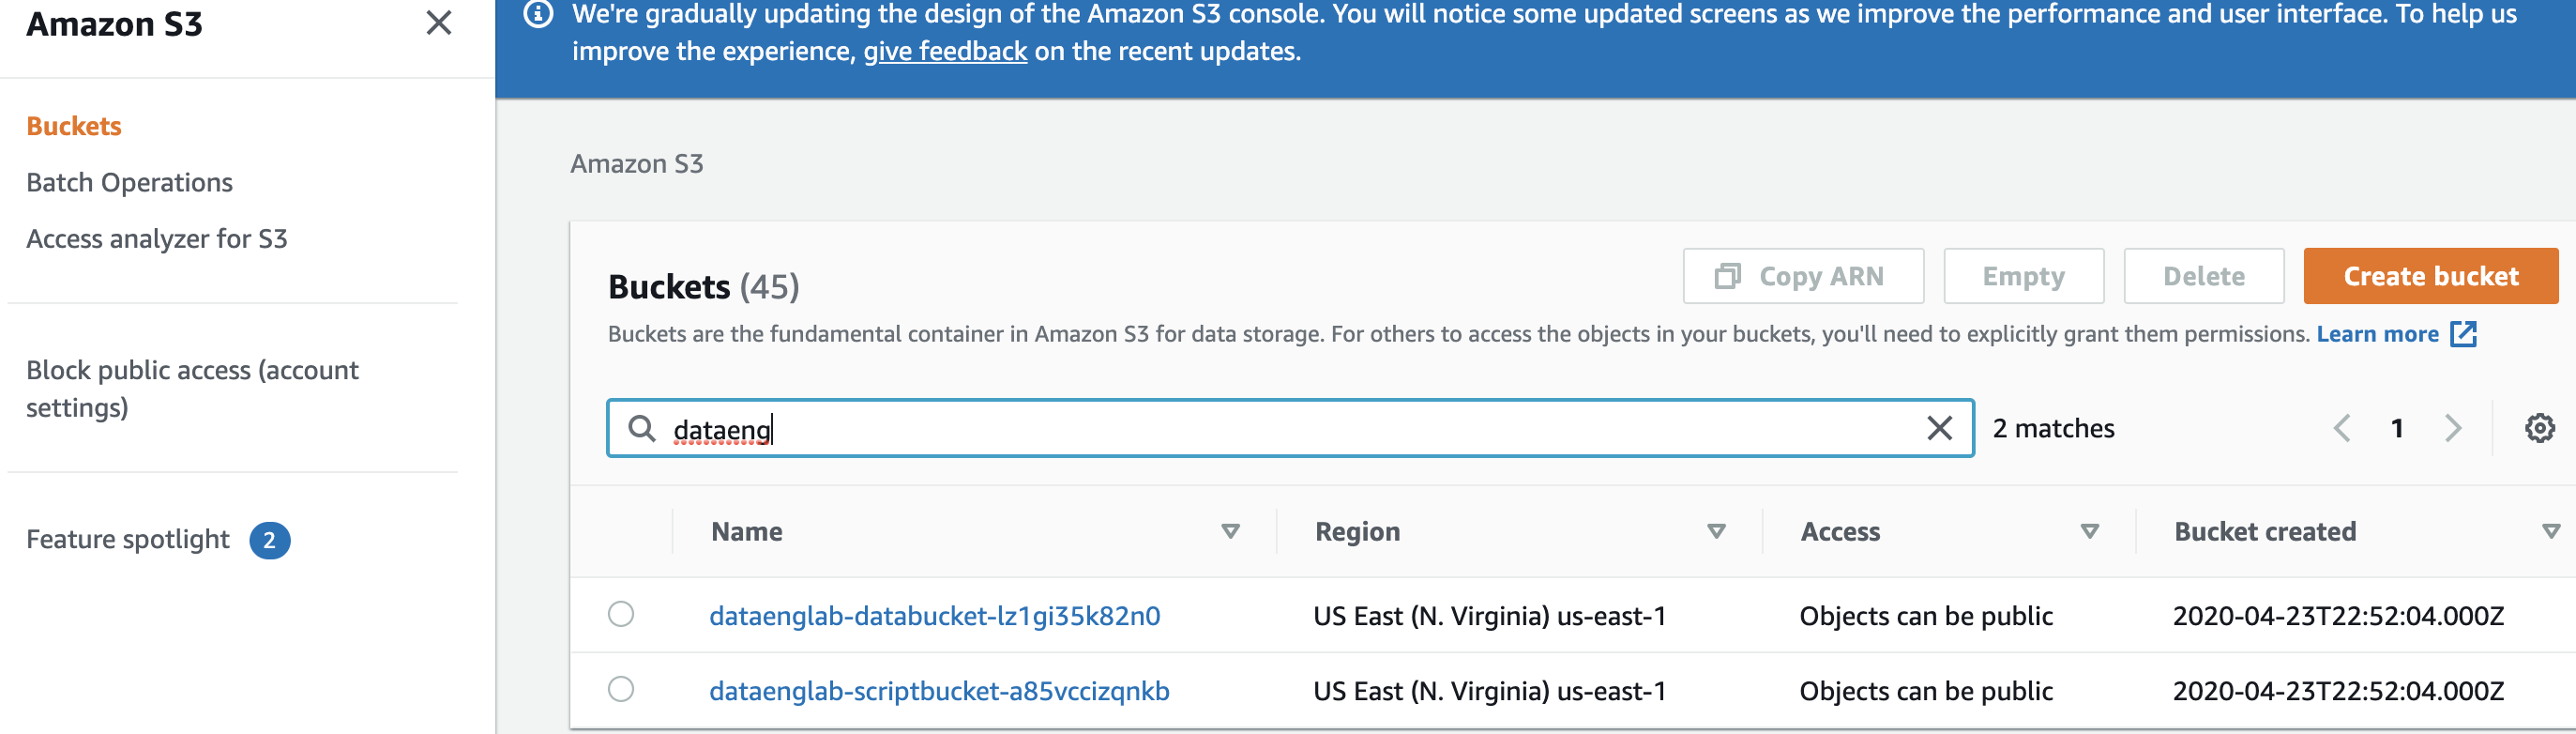 Amazon S3
Buckets
Batch Operations
Access analyzer for S3
Block public access (account
settings)
Feature spotlight 2
We're gradually updating the design of the Amazon S3 console. You will notice some updated screens as we improve the performance and user interface. To help us
improve the experience, give feedback on the recent updates.
Amazon S3
Buckets (45)
Copy ARN Empty Delete Create bucket
Buckets are the fundamental container in Amazon S3 for data storage. For others to access the objects in your buckets, you'll need to explicitly grant them permissions. Learn more
dataeng 2 matches 1
Name Region Access Bucket created
dataenglab-databucket-lz1gi35k82n0 US East (N. Virginia) us-east-1 Objects can be public 2020-04-23T22:52:04.000Z
dataenglab-scriptbucket-a85vccizqnkb US East (N. Virginia) us-east-1 Objects can be public 2020-04-23T22:52:04.000Z